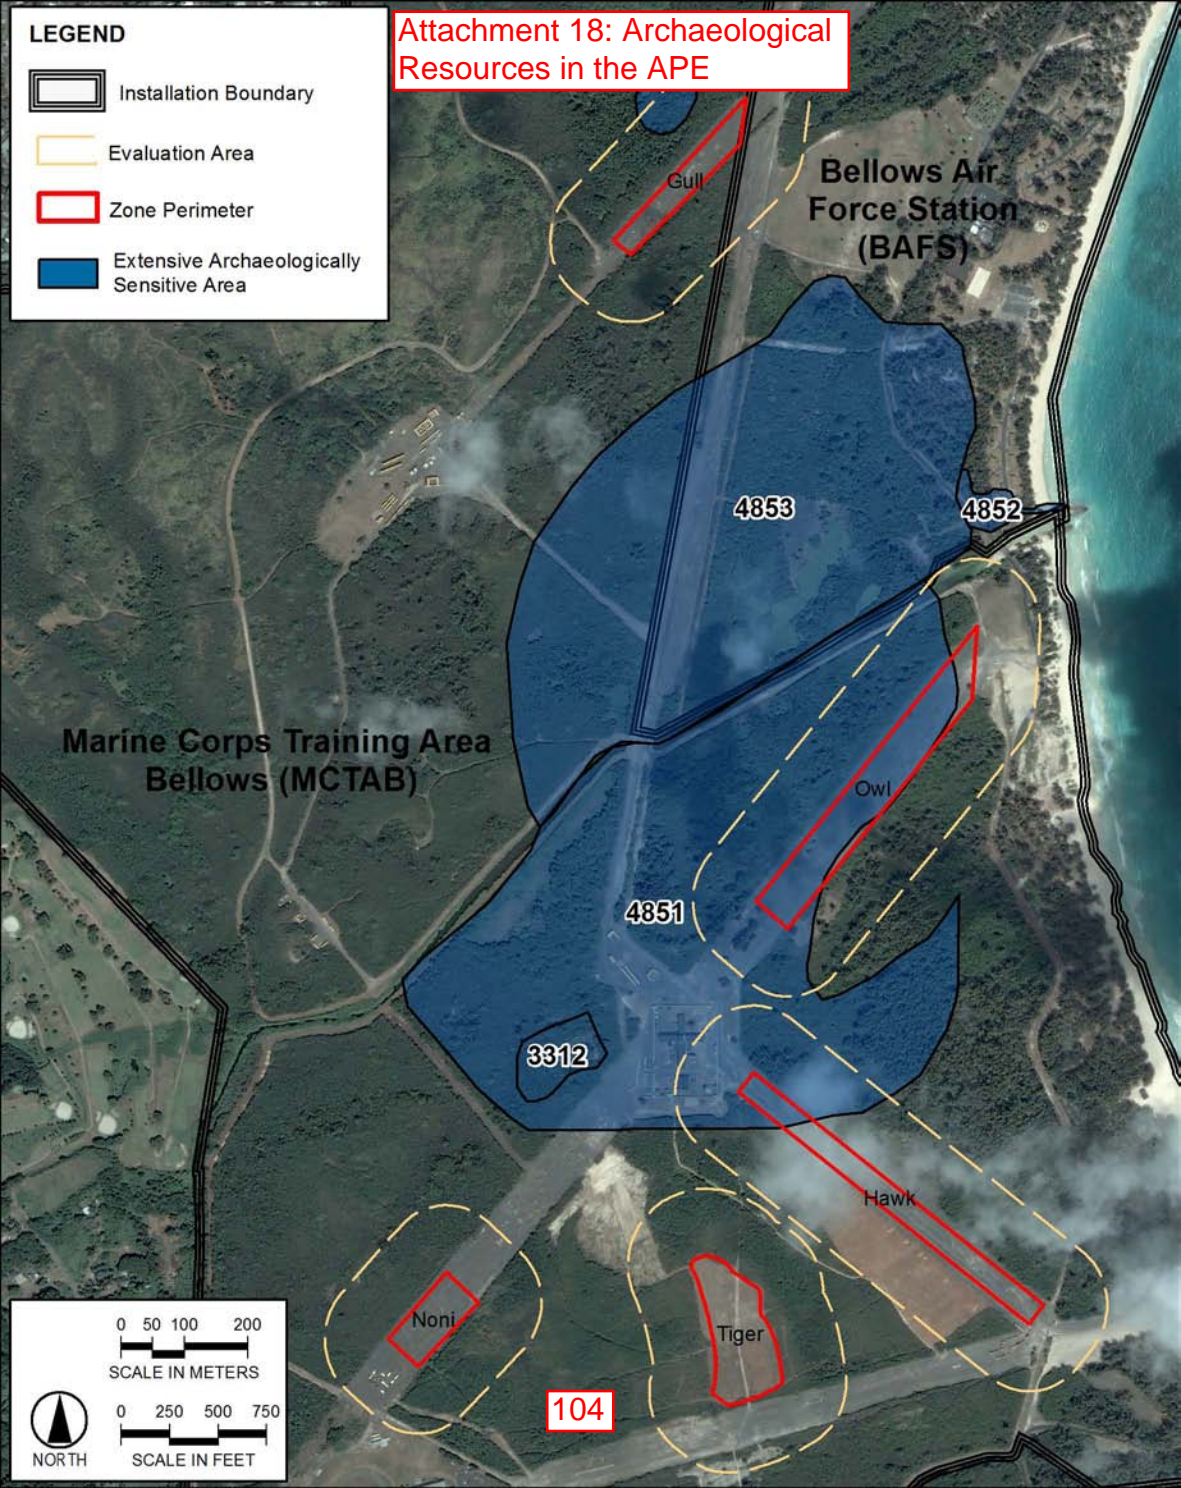 LEGEND
Installation Boundary
Evaluation Area
Zone Perimeter
Extensive Archaeologically
Sensitive Area
Attachment 18: Archaeological
Resources in the APE
Gull
Bellows Air
Force Station
(BAFS)
4853
4852
Marine Corps Training Area
Bellows (MCTAB)
Owl
4851
3312
Hawk
Noni
Tiger
104
0 50 100 200
SCALE IN METERS
0 250 500 750
SCALE IN FEET
NORTH